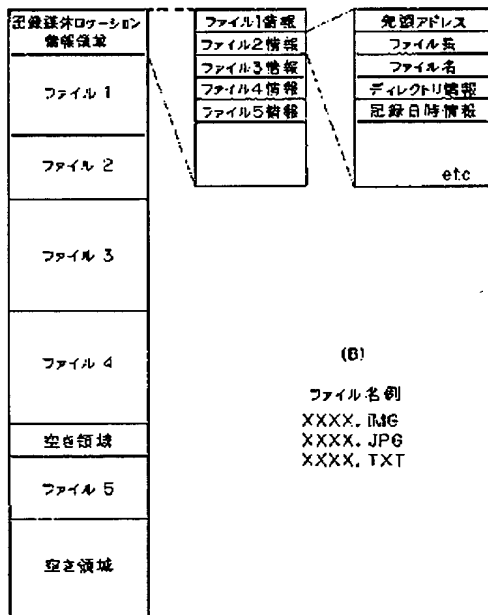 記録媒体ロケーション
情報領域
ファイル 1
ファイル 2
ファイル 3
ファイル 4
空き領域
ファイル 5
空き領域
ファイル1情報
ファイル2情報
ファイル3情報
ファイル4情報
ファイル5情報
先頭アドレス
ファイル長
ファイル名
ディレクトリ情報
記録日時情報
etc
(B)
ファイル名例
XXXX. IMG
XXXX. JPG
XXXX. TXT